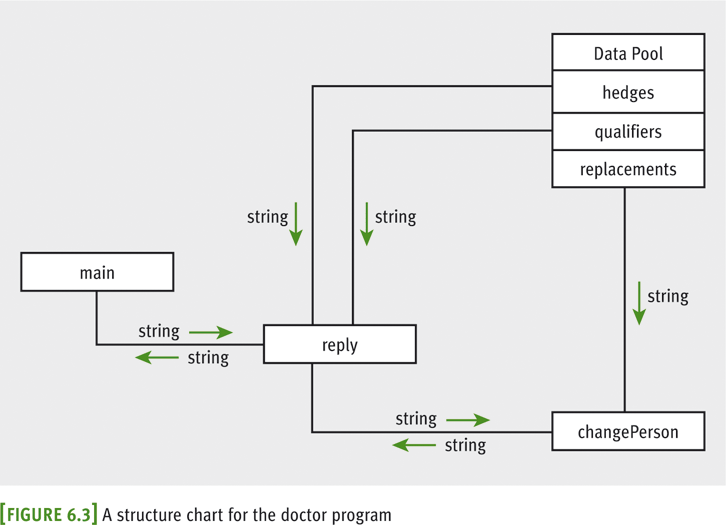 Data Pool
hedges
qualifiers
replacements
string
string
main
string
string
string
reply
string
string
changePerson
[FIGURE 6.3] A structure chart for the doctor program